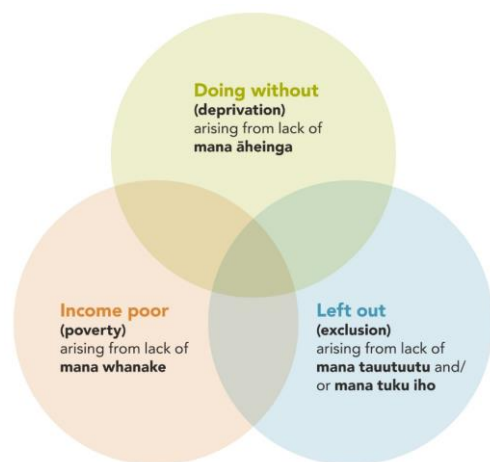 Doing without
(deprivation)
arising from lack of
mana āheinga
Income poor
(poverty)
arising from lack of
mana whanake
Left out
(exclusion)
arising from lack of
mana tauutuutu and/
or mana tuku iho